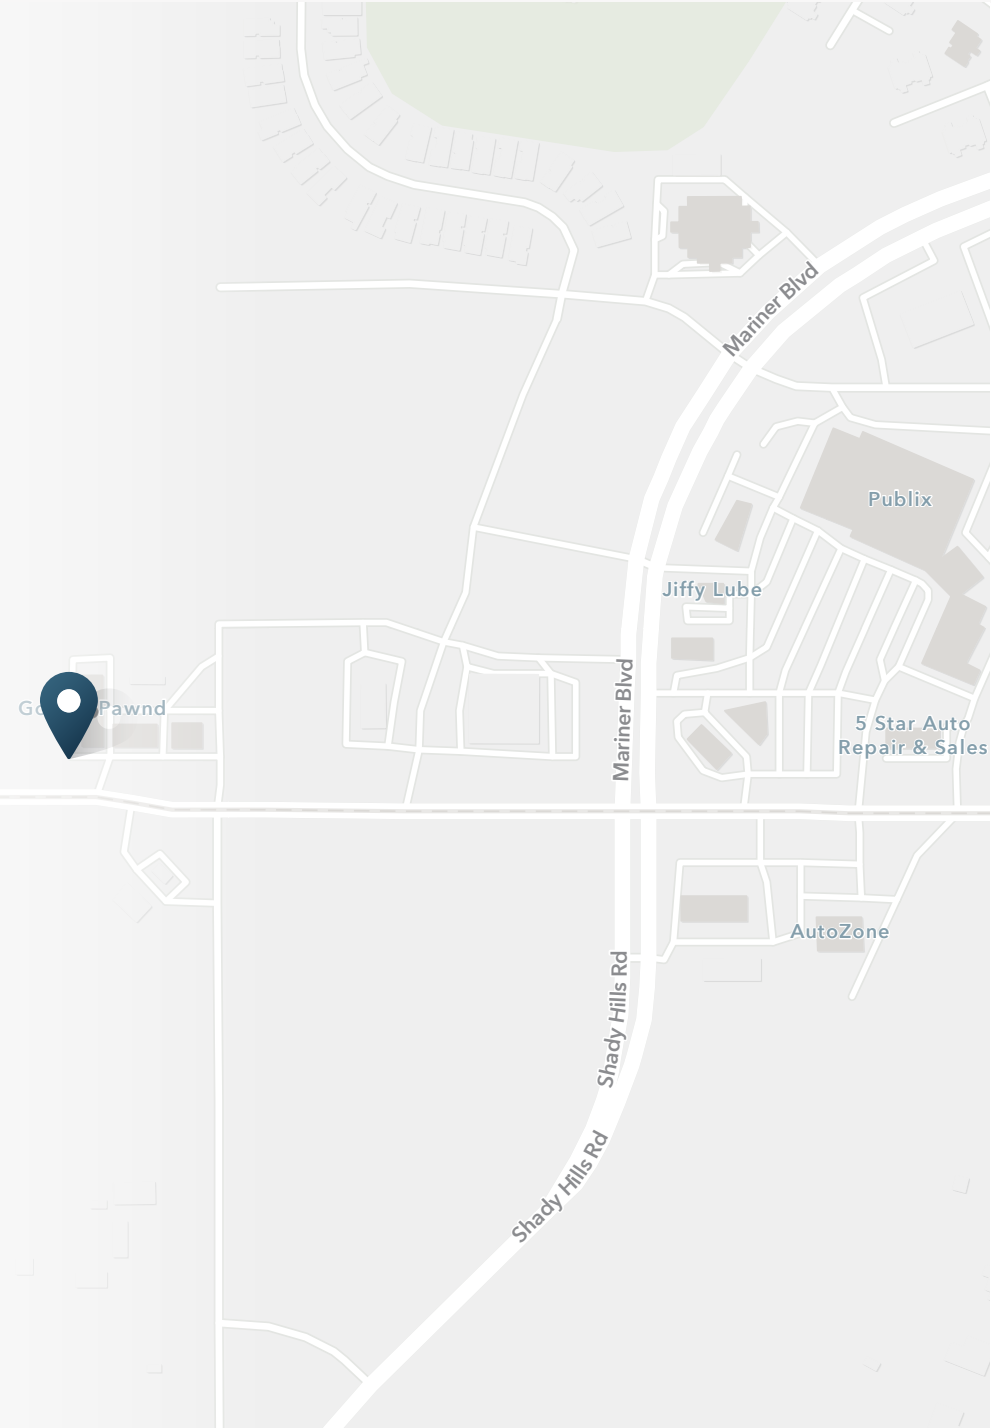 Mariner Blvd
Publix
Jiffy Lube
Pawnd
Mariner Blvd
5 Star Auto
Repair & Sales
AutoZone
Shady Hills Rd
Shady Hills Rd